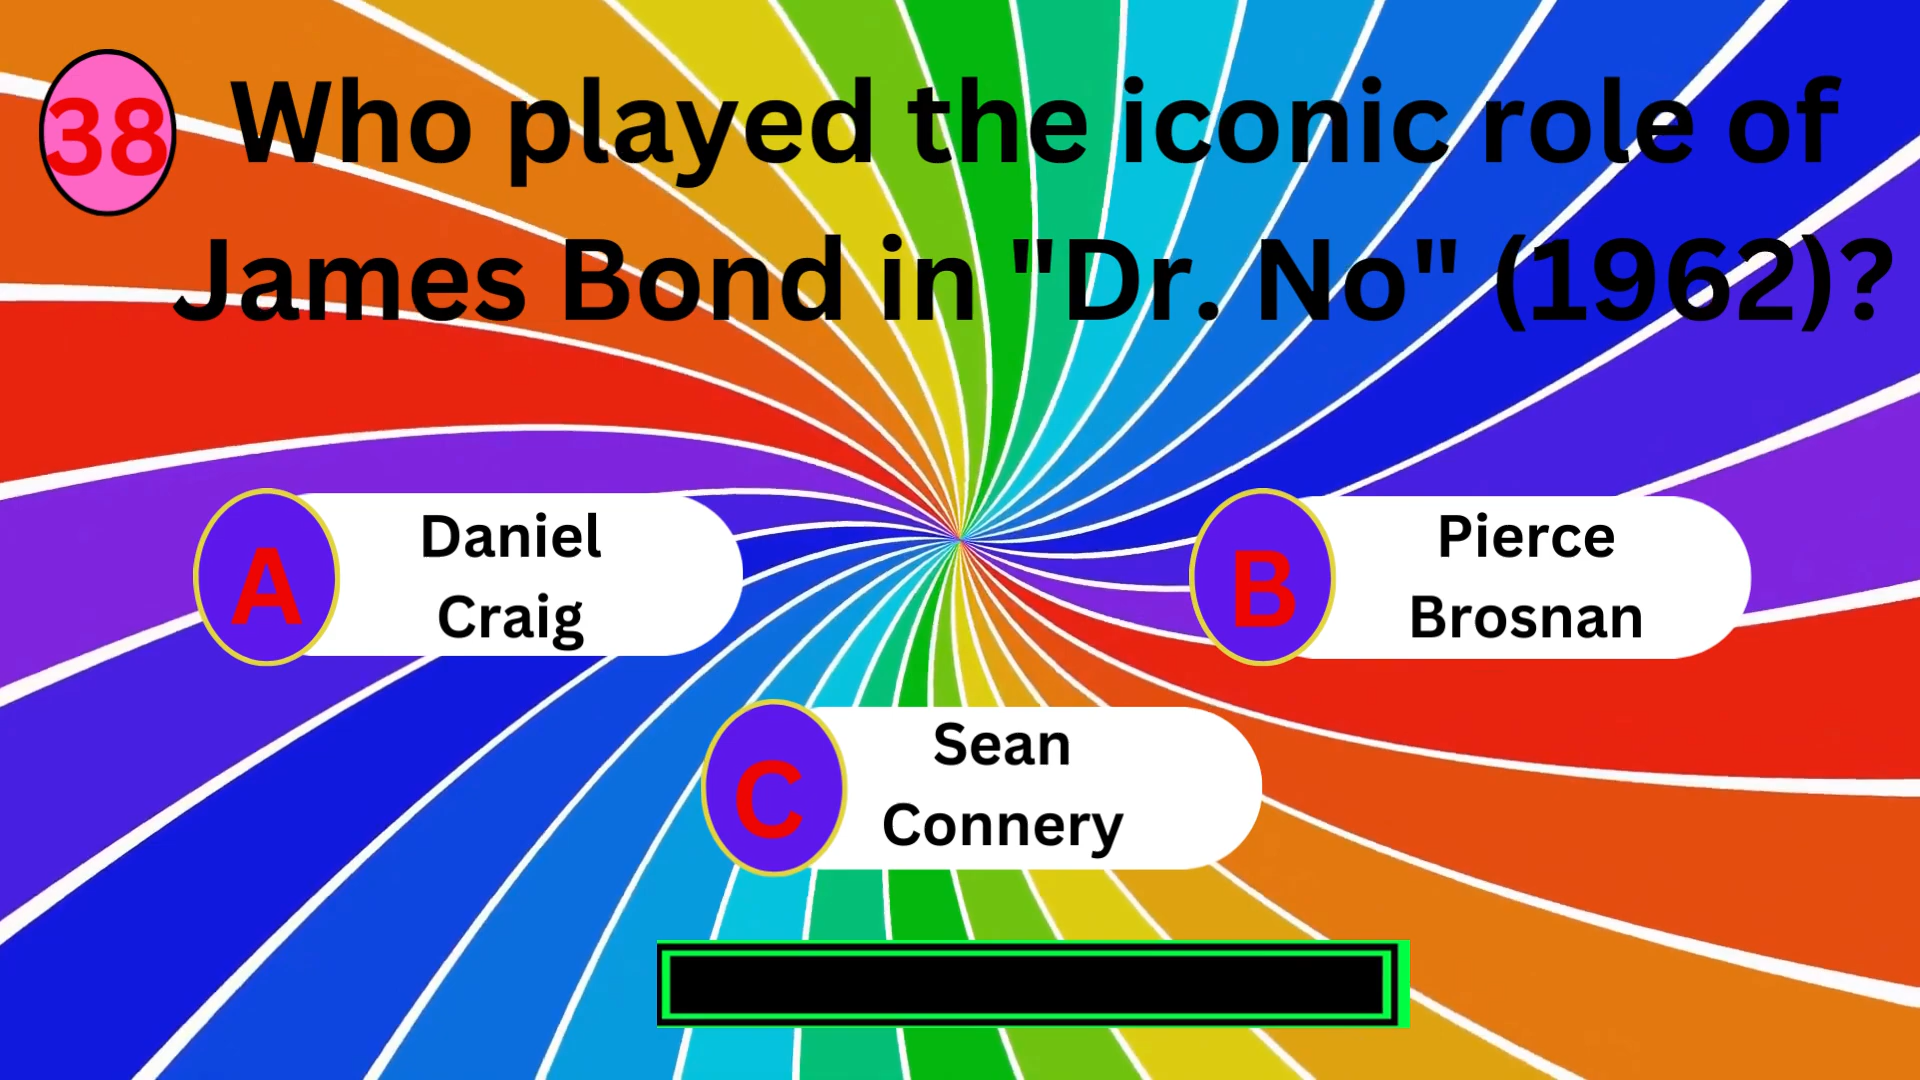 38
Who played the iconic role of
James Bond in "Dr. No" (1962)?
A
Daniel
Craig
B
Pierce
Brosnan
C
Sean
Connery